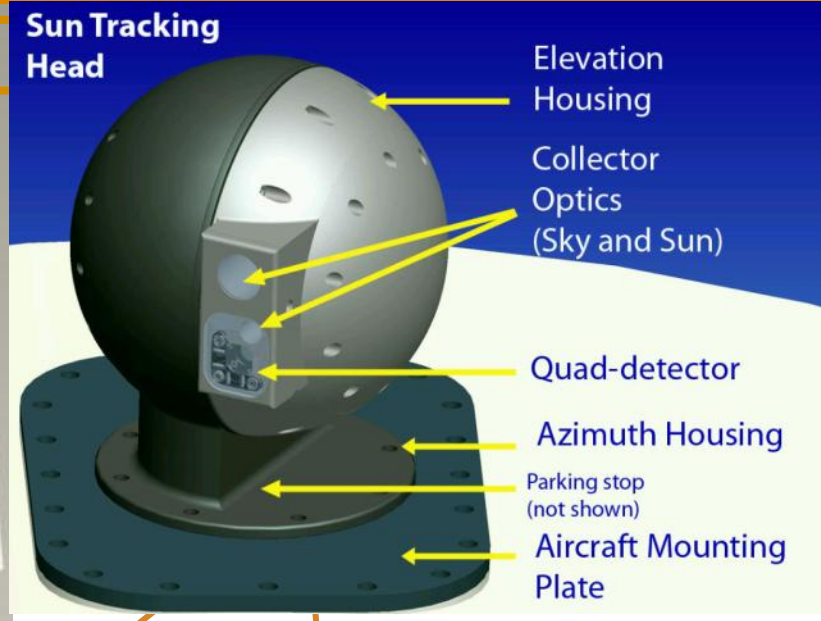 Sun Tracking
Head
Elevation
Housing
Collector
Optics
(Sky and Sun)
Quad-detector
Azimuth Housing
Parking stop
(not shown)
Aircraft Mounting
Plate